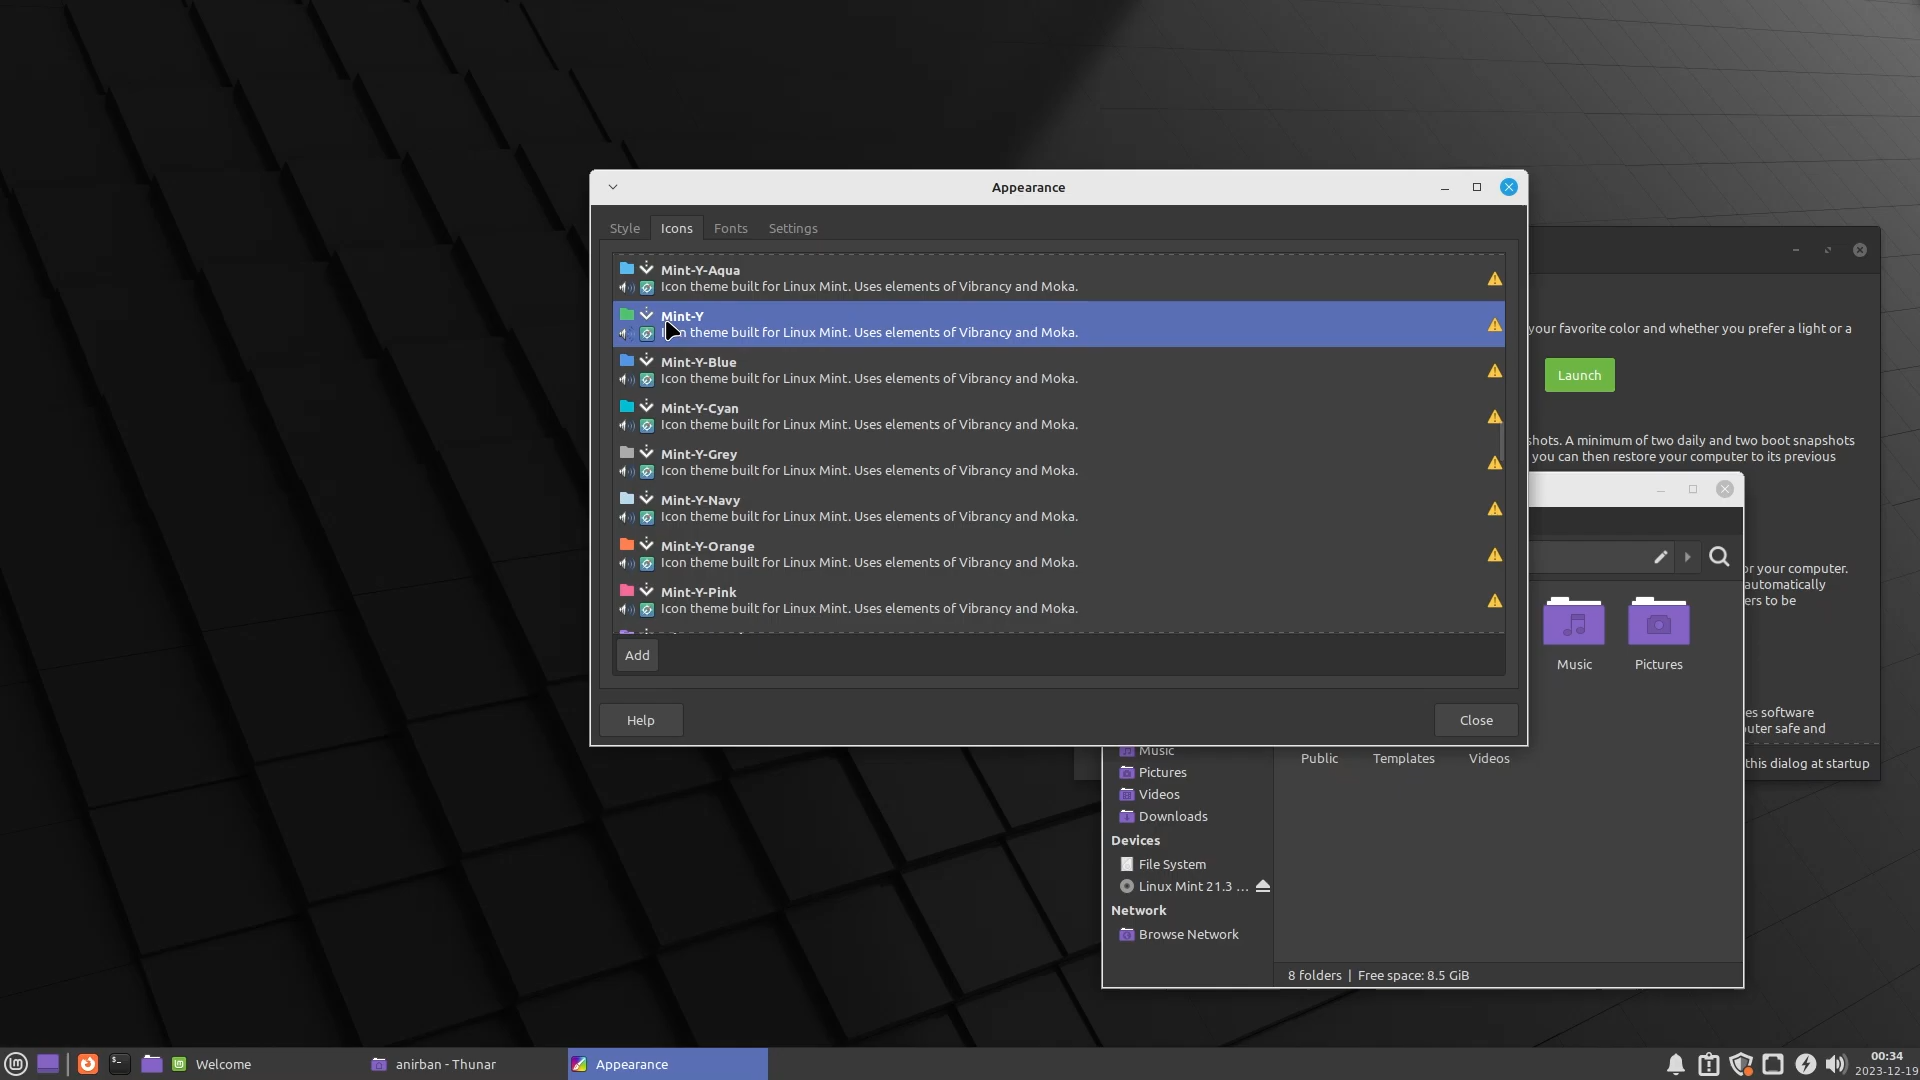 Appearance
Style Icons Fonts Settings
Mint-Y-Aqua
Icon theme built for Linux Mint. Uses elements of Vibrancy and Moka.
Mint-Y
Icon theme built for Linux Mint. Uses elements of Vibrancy and Moka.
Mint-Y-Blue
Icon theme built for Linux Mint. Uses elements of Vibrancy and Moka.
Mint-Y-Cyan
Icon theme built for Linux Mint. Uses elements of Vibrancy and Moka.
Mint-Y-Grey
Icon theme built for Linux Mint. Uses elements of Vibrancy and Moka.
Mint-Y-Navy
Icon theme built for Linux Mint. Uses elements of Vibrancy and Moka.
Mint-Y-Orange
Icon theme built for Linux Mint. Uses elements of Vibrancy and Moka.
Mint-Y-Pink
Icon theme built for Linux Mint. Uses elements of Vibrancy and Moka.
Add
Help
Close
your favorite color and whether you prefer a light or a
Launch
shots. A minimum of two daily and two boot snapshots
you can then restore your computer to its previous
or your computer.
automatically
ers to be
es software
uter safe and
this dialog at startup
Music
Pictures
Public
Templates
Videos
Music
Pictures
Videos
Downloads
Devices
File System
Linux Mint 21.3 ...
Network
Browse Network
8 folders | Free space: 8.5 GiB
Welcome
anirban - Thunar
Appearance
00:34
2023-12-19